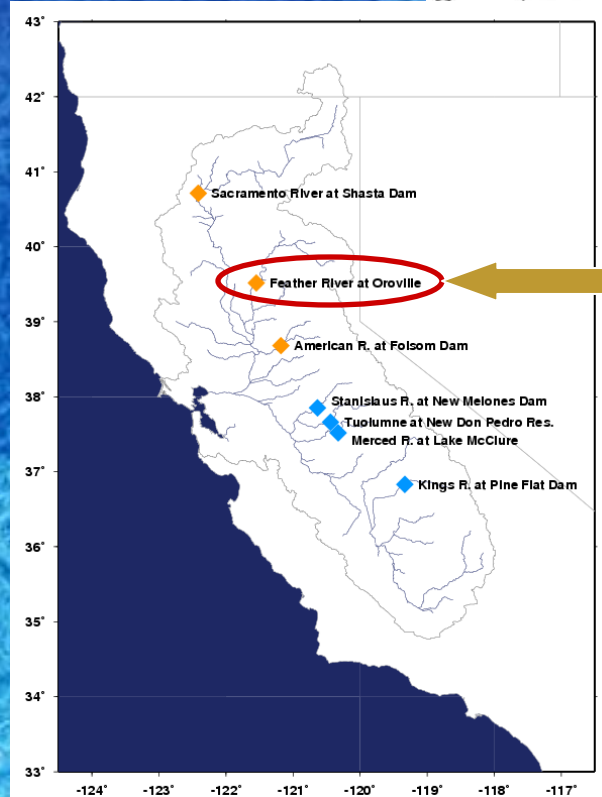 43°
42°
41°
Sacramento River at Shasta Dam
40°
Feather River at Oroville
39°
American R. at Folsom Dam
38°
Stanislaus R. at New Melones Dam
Tuolumne at New Don Pedro Res.
Merced R. at Lake McClure
37°
Kings R. at Pine Flat Dam
36°
35°
34°
33°
-124° -123° -122° -121° -120° -119° -118° -117°